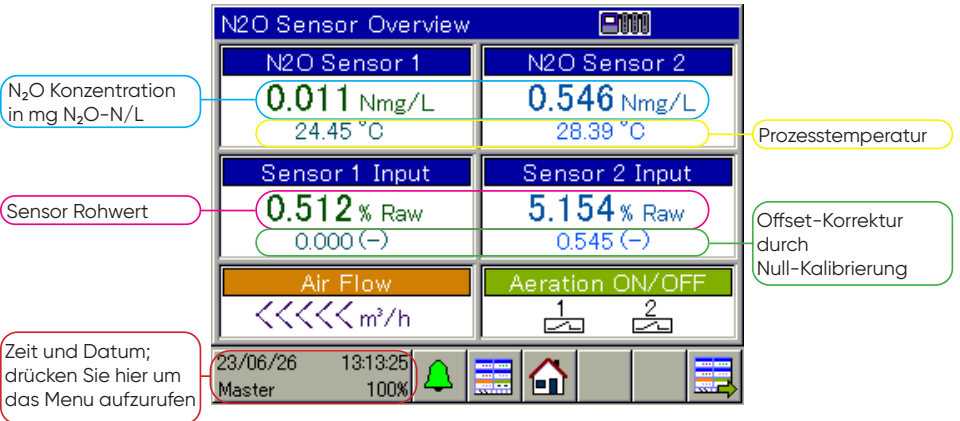 N2O Sensor Overview
N2O Sensor 1
N2O Sensor 2
N₂O Konzentration
in mg N₂O-N/L
0.011 Nmg/L
0.546 Nmg/L
24.45 °C
28.39 °C
Prozesstemperatur
Sensor 1 Input
Sensor 2 Input
Sensor Rohwert
0.512 % Raw
5.154 % Raw
0.000 (-)
0.545 (-)
Offset-Korrektur
durch
Null-Kalibrierung
Air Flow
Aeration ON/OFF
<<<<< m³/h
1 2
Zeit und Datum;
drücken Sie hier um
das Menu aufzurufen
23/06/26 13:13:25
Master 100%